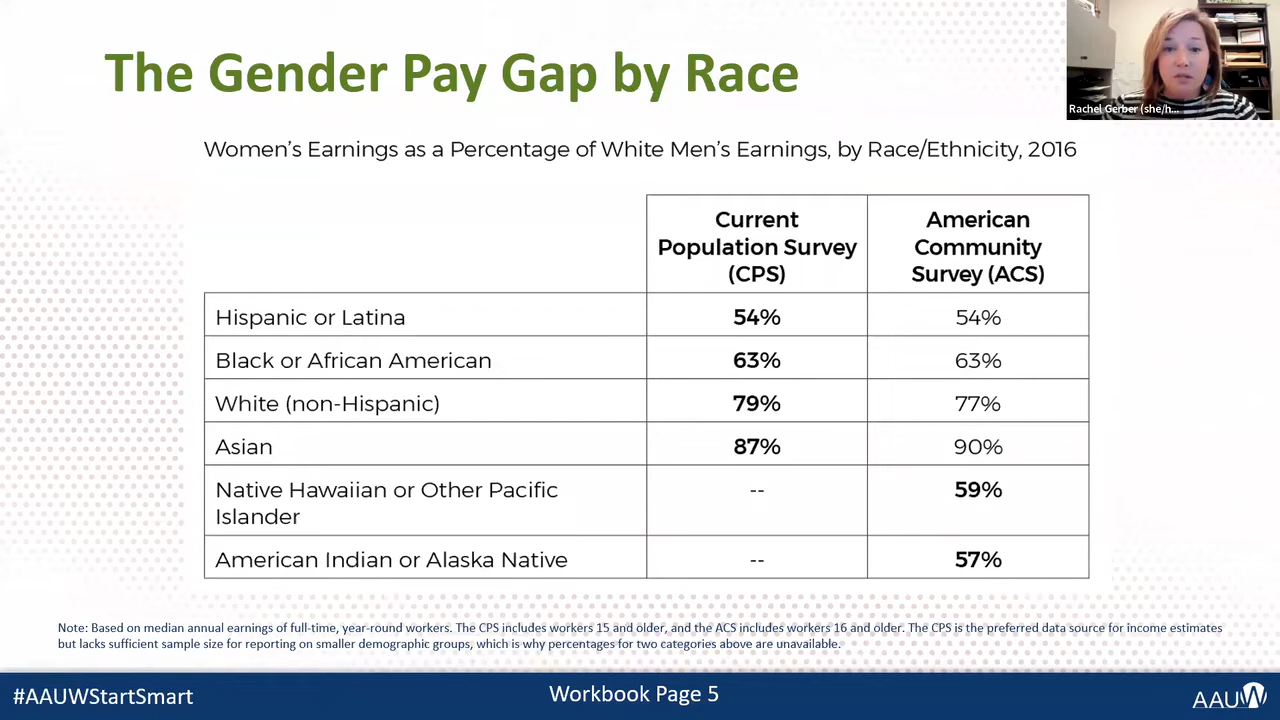 The Gender Pay Gap by Race
Rachel Gerber (she/h...
Women's Earnings as a Percentage of White Men's Earnings, by Race/Ethnicity, 2016
Current
Population Survey
(CPS)
American
Community
Survey (ACS)
Hispanic or Latina 54% 54%
Black or African American 63% 63%
White (non-Hispanic) 79% 77%
Asian 87% 90%
Native Hawaiian or Other Pacific
Islander -- 59%
American Indian or Alaska Native -- 57%
Note: Based on median annual earnings of full-time, year-round workers. The CPS includes workers 15 and older, and the ACS includes workers 16 and older. The CPS is the preferred data source for income estimates
but lacks sufficient sample size for reporting on smaller demographic groups, which is why percentages for two categories above are unavailable.
#AAUWStartSmart
Workbook Page 5
AAUW